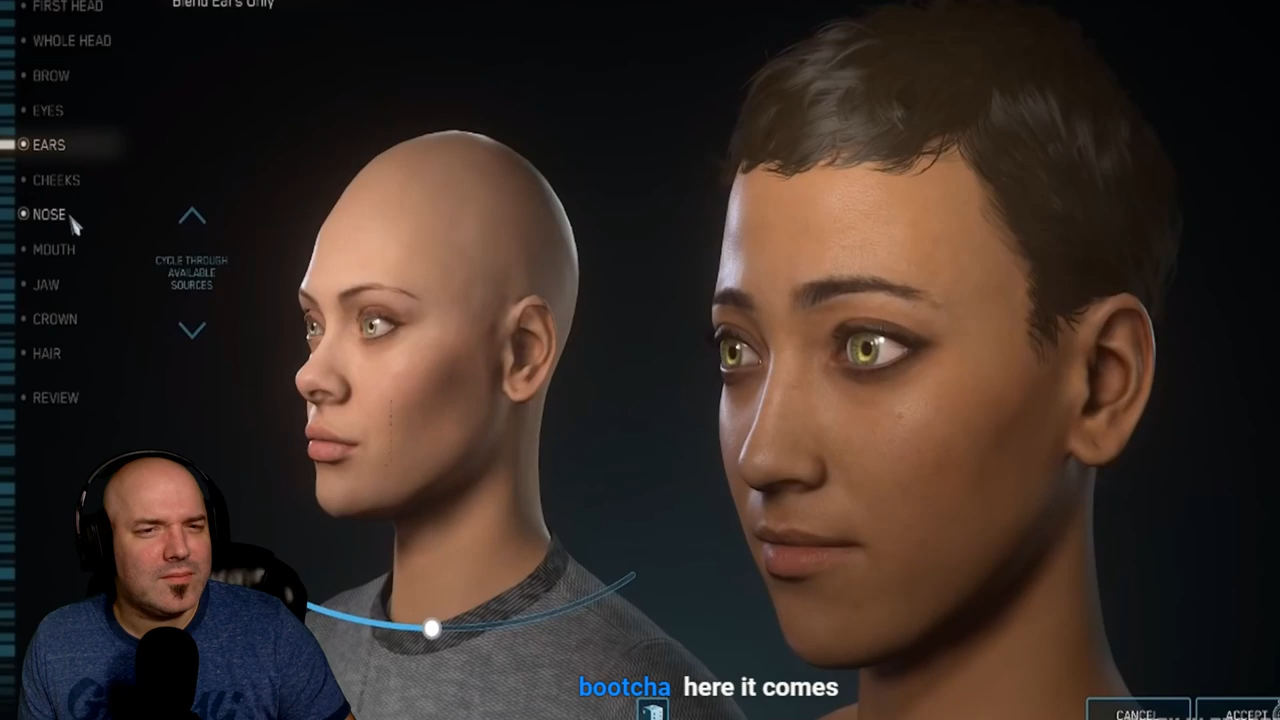 FIRST HEAD
Blend Ears Only
WHOLE HEAD
BROW
EYES
EARS
CHEEKS
NOSE
MOUTH
JAW
CROWN
HAIR
REVIEW
CYCLE THROUGH
AVAILABLE
SOURCES
bootcha here it comes
CANCEL
ACCEPT